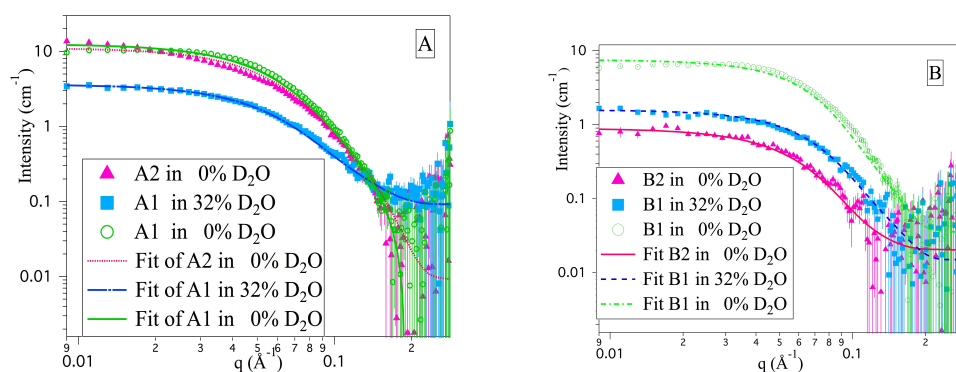 A
10
1
0.1
0.01
Intensity (cm⁻¹)
A2 in 0% D₂O
A1 in 32% D₂O
A1 in 0% D₂O
Fit of A2 in 0% D₂O
Fit of A1 in 32% D₂O
Fit of A1 in 0% D₂O
9 2 3 4 5 6 7 8 9 2
0.01 0.1
q (Å⁻¹)
B
10
1
0.1
0.01
Intensity (cm⁻¹)
B2 in 0% D₂O
B1 in 32% D₂O
B1 in 0% D₂O
Fit B2 in 0% D₂O
Fit B1 in 32% D₂O
Fit B1 in 0% D₂O
9 2 3 4 5 6 7 8 9 2
0.01 0.1
q (Å⁻¹)